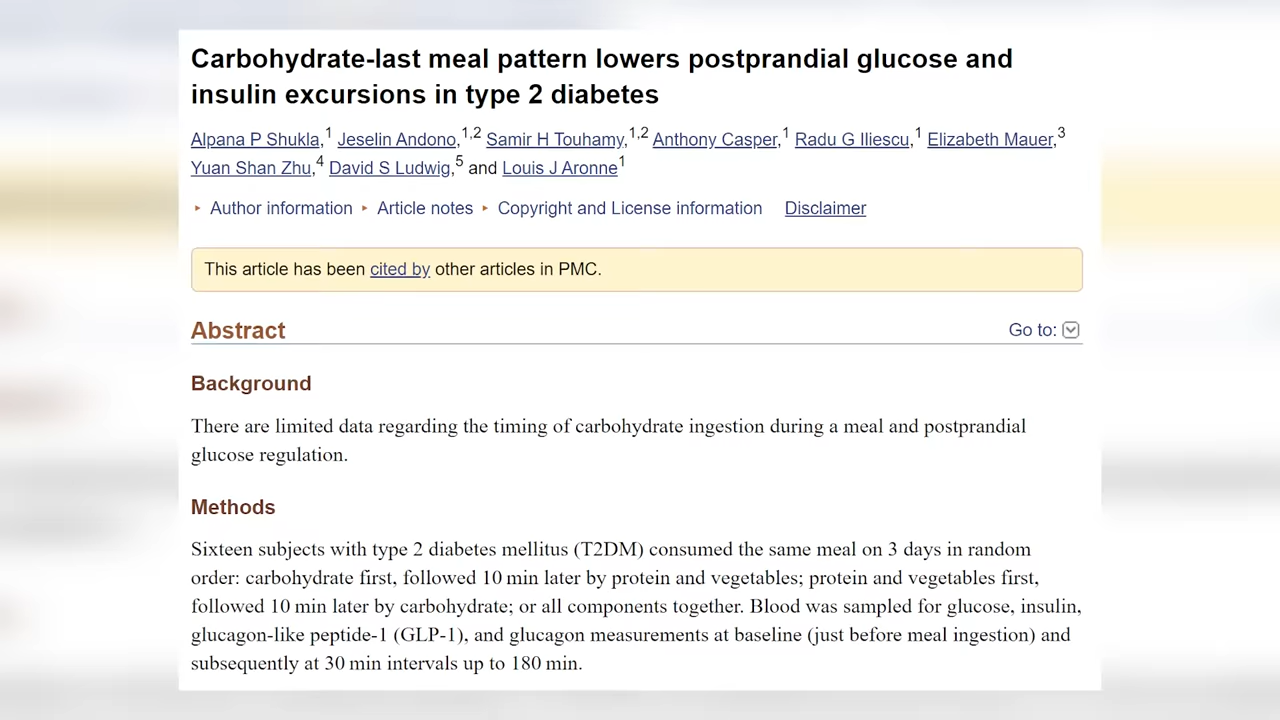 Carbohydrate-last meal pattern lowers postprandial glucose and
insulin excursions in type 2 diabetes
Alpana P Shukla,1 Jeselin Andono,1,2 Samir H Touhamy,1,2 Anthony Casper,1 Radu G Iliescu,1 Elizabeth Mauer,3
Yuan Shan Zhu,4 David S Ludwig,5 and Louis J Aronne1
▸ Author information ▸ Article notes ▸ Copyright and License information Disclaimer
This article has been cited by other articles in PMC.
Abstract Go to:
Background
There are limited data regarding the timing of carbohydrate ingestion during a meal and postprandial
glucose regulation.
Methods
Sixteen subjects with type 2 diabetes mellitus (T2DM) consumed the same meal on 3 days in random
order: carbohydrate first, followed 10 min later by protein and vegetables; protein and vegetables first,
followed 10 min later by carbohydrate; or all components together. Blood was sampled for glucose, insulin,
glucagon-like peptide-1 (GLP-1), and glucagon measurements at baseline (just before meal ingestion) and
subsequently at 30 min intervals up to 180 min.